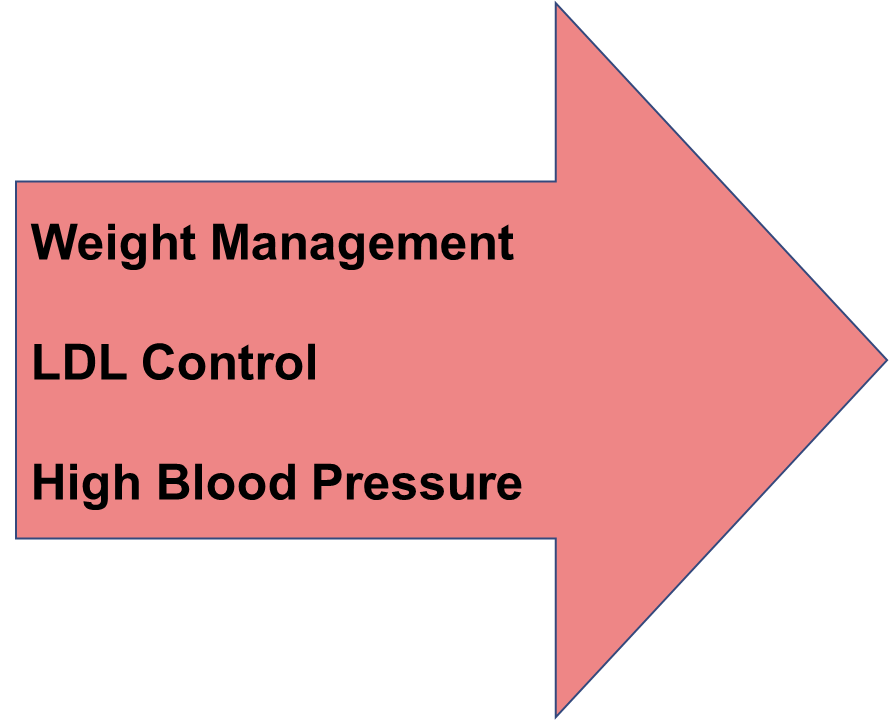 Weight Management
LDL Control
High Blood Pressure